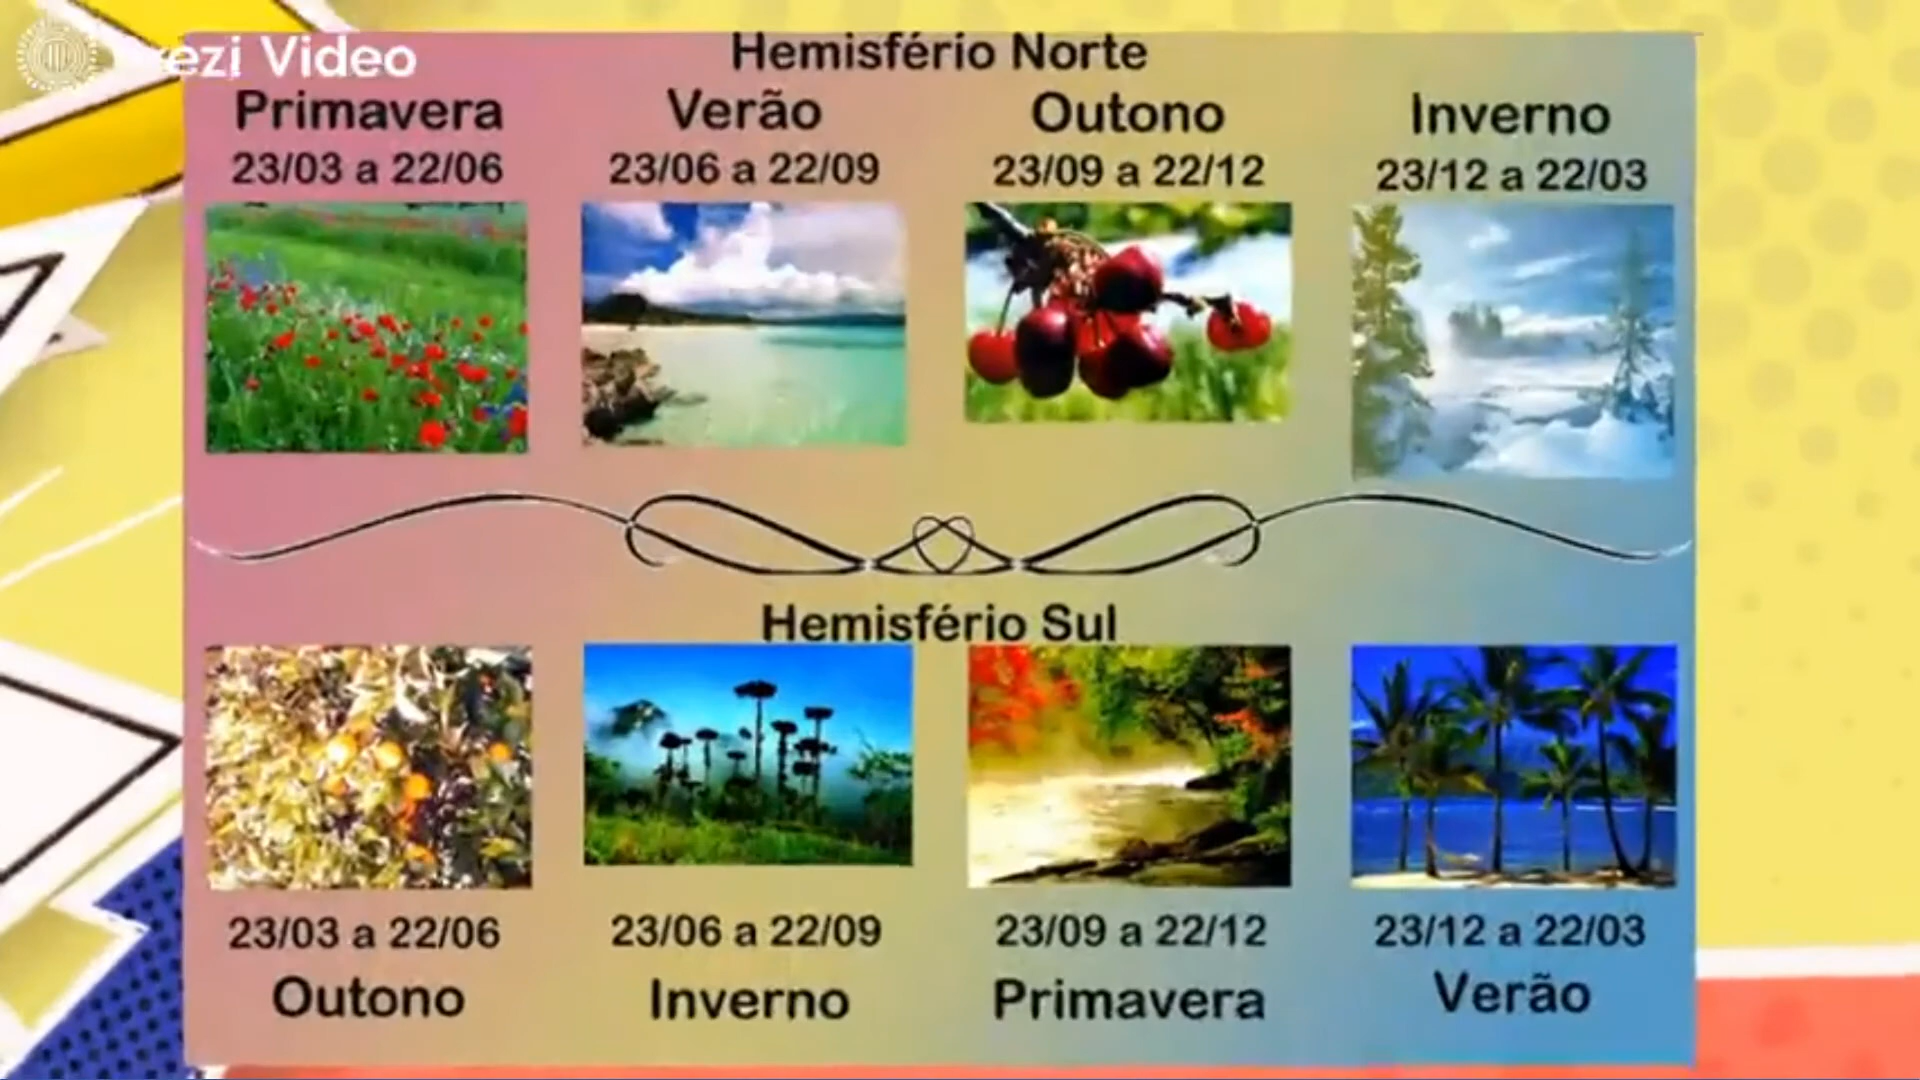 ezi Video
Hemisfério Norte
Primavera
23/03 a 22/06
Verão
23/06 a 22/09
Outono
23/09 a 22/12
Inverno
23/12 a 22/03
Hemisfério Sul
23/03 a 22/06
Outono
23/06 a 22/09
Inverno
23/09 a 22/12
Primavera
23/12 a 22/03
Verão